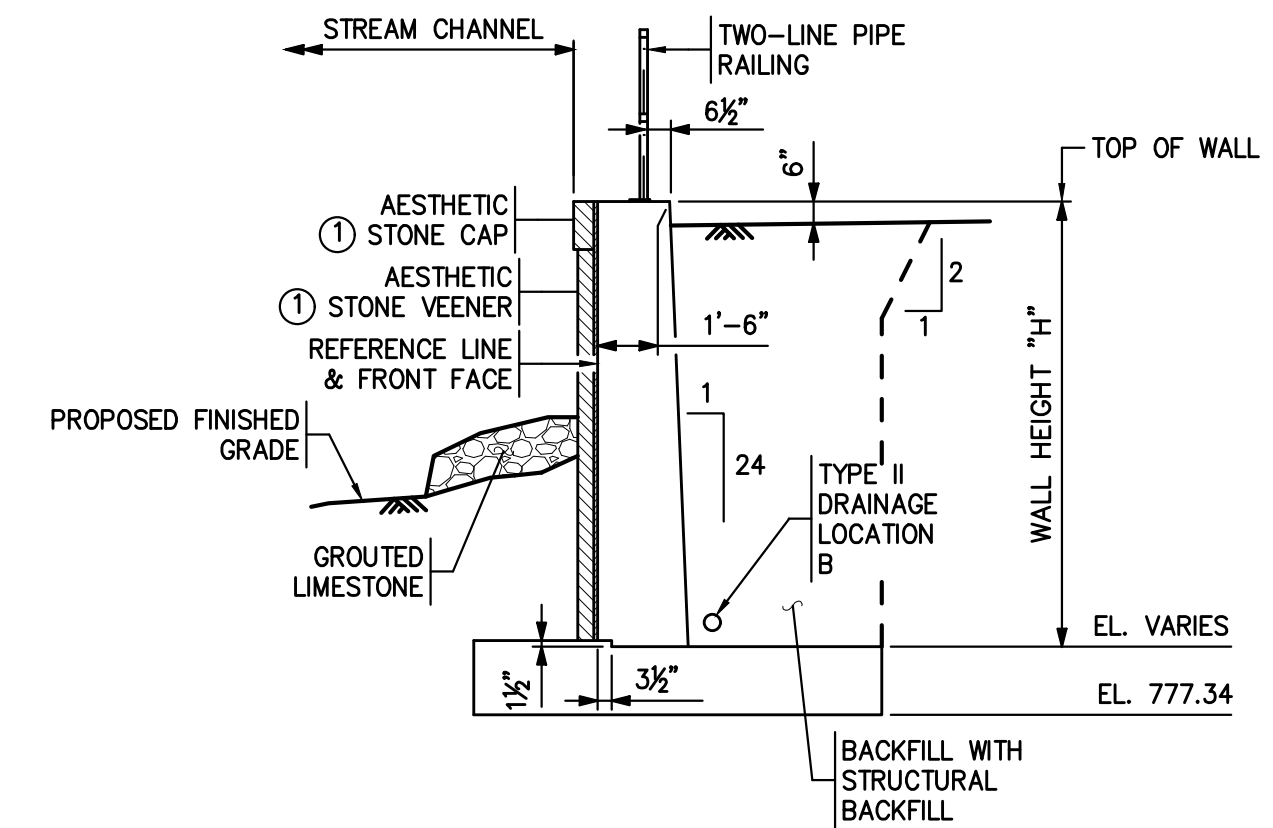 STREAM CHANNEL
TWO-LINE PIPE
RAILING
6½"
6"
TOP OF WALL
AESTHETIC
① STONE CAP
AESTHETIC
① STONE VEENER
2
1
1'-6"
REFERENCE LINE
& FRONT FACE
WALL HEIGHT "H"
1
24
PROPOSED FINISHED
GRADE
TYPE II
DRAINAGE
LOCATION
B
GROUTED
LIMESTONE
EL. VARIES
1½"
3½"
EL. 777.34
BACKFILL WITH
STRUCTURAL
BACKFILL